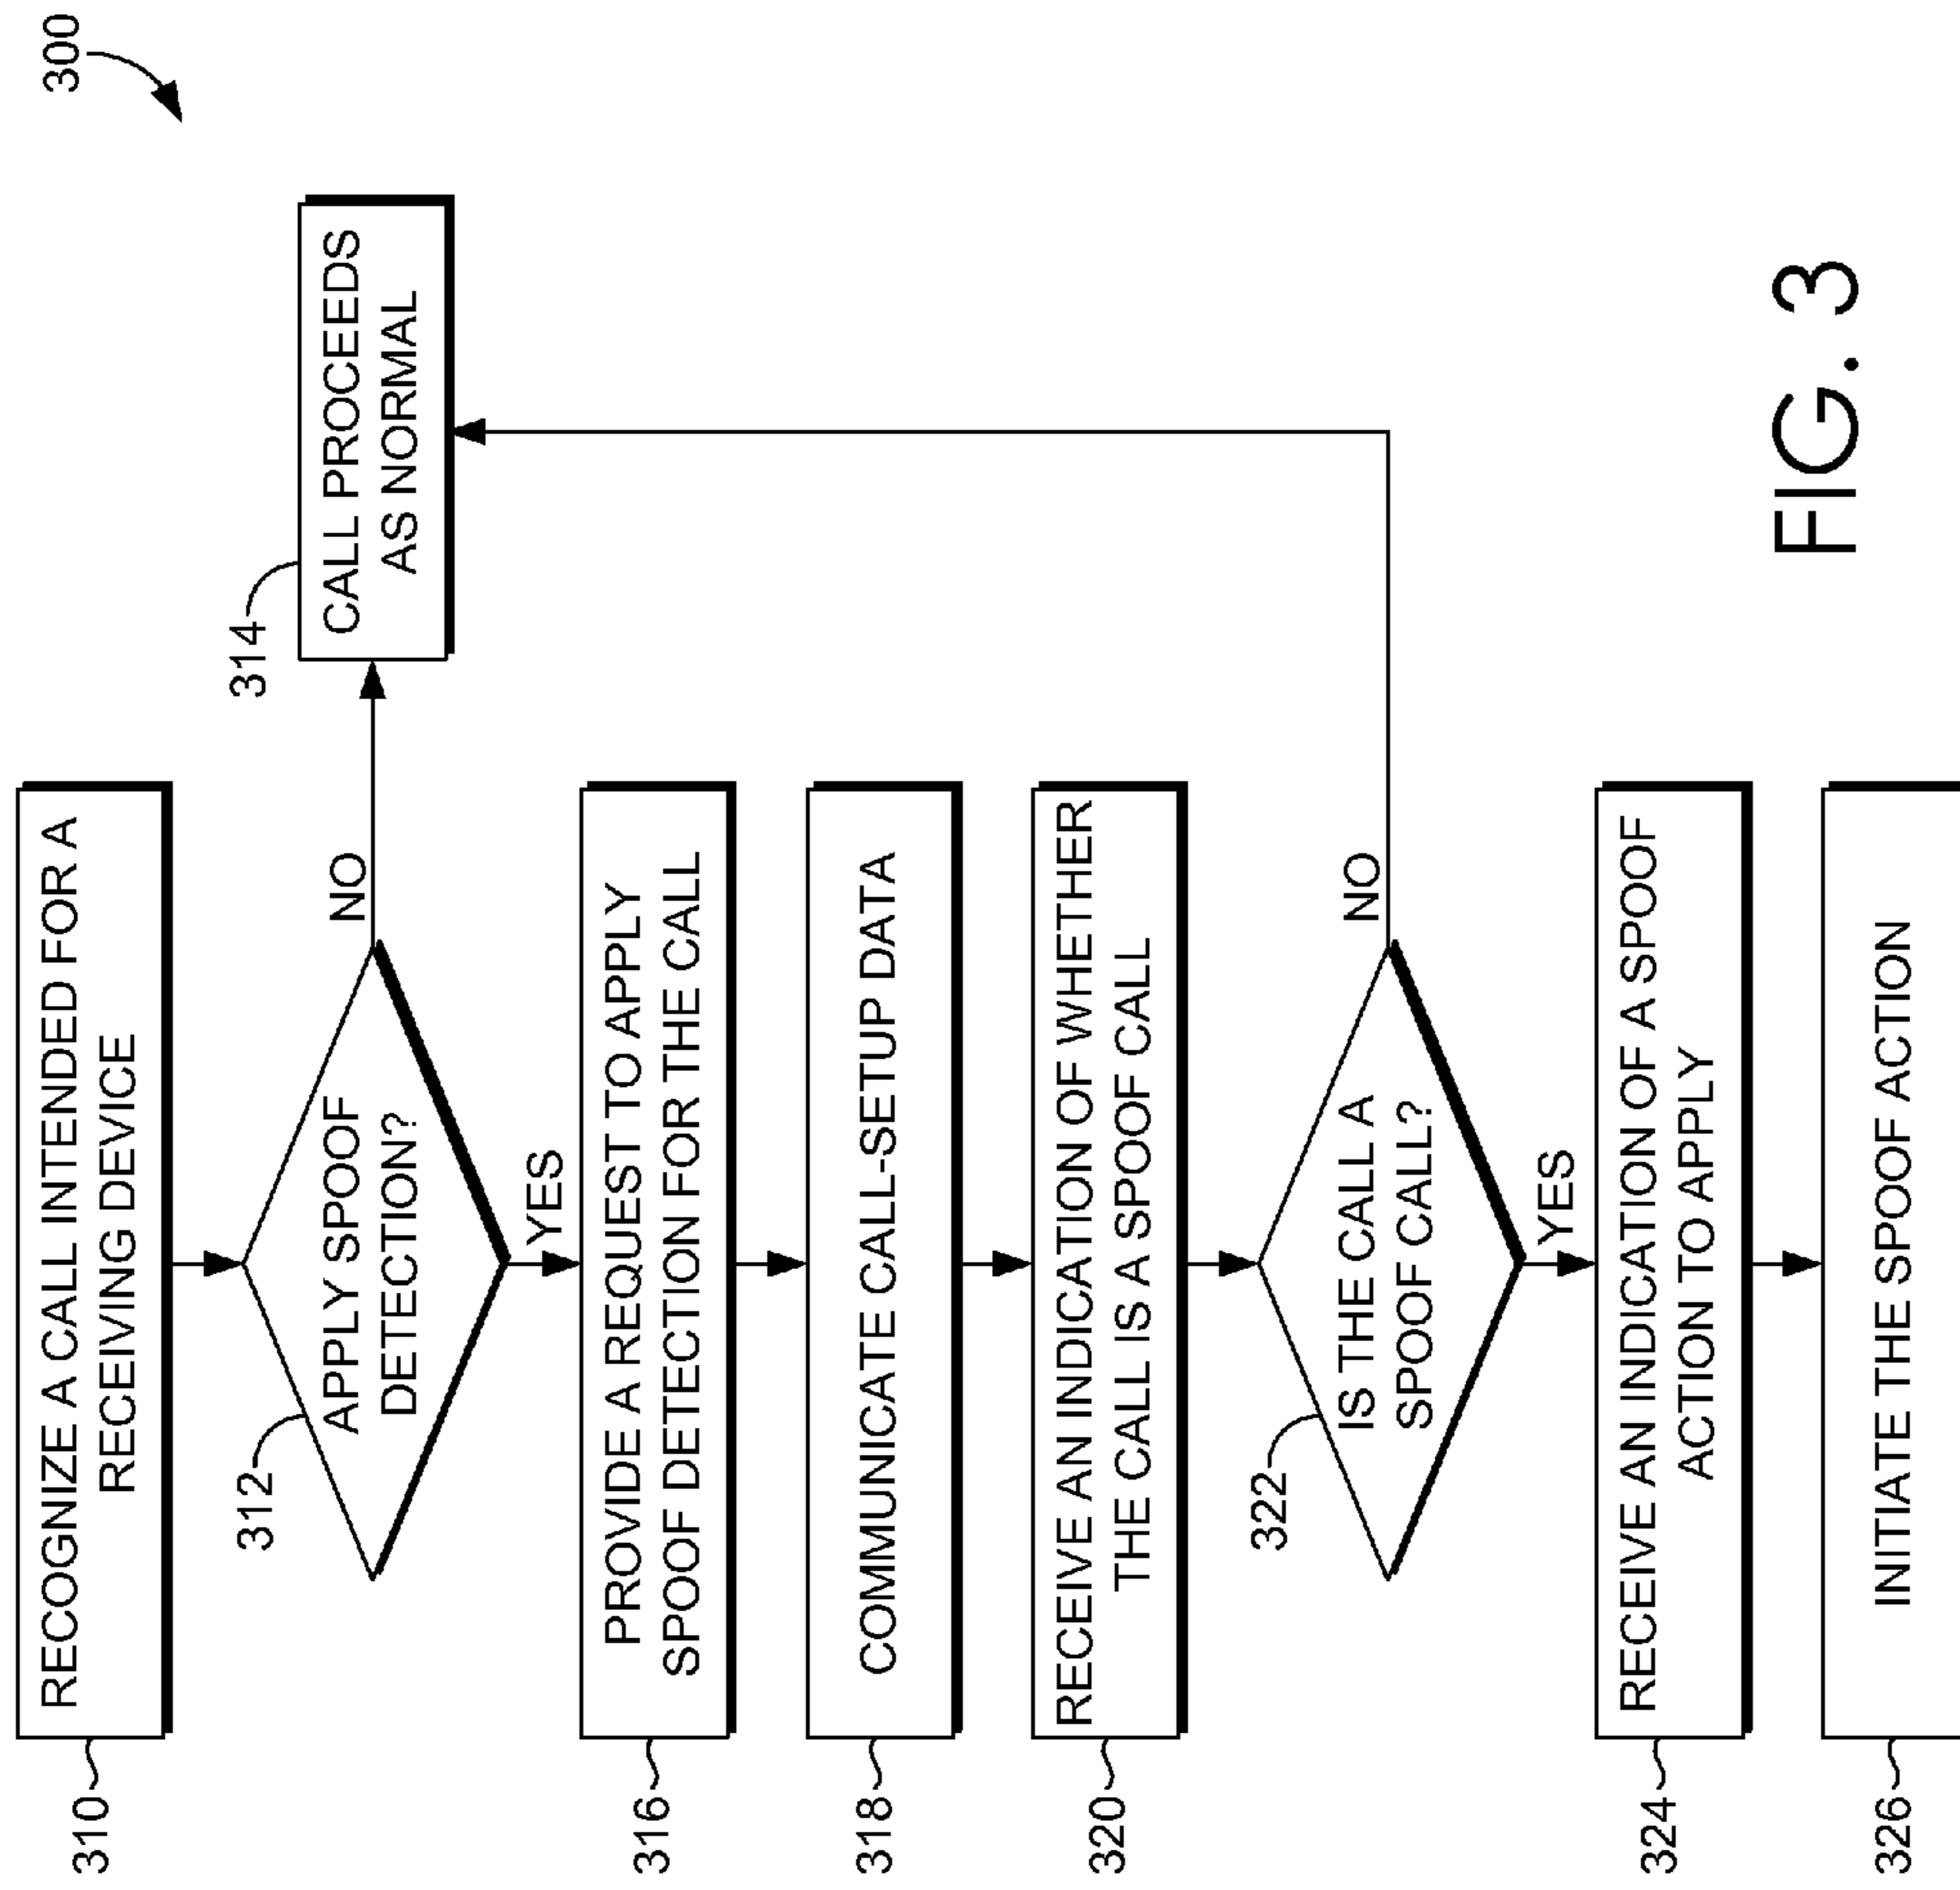 300
310
RECOGNIZE A CALL INTENDED FOR A
RECEIVING DEVICE
312
APPLY SPOOF
DETECTION?
NO
314
CALL PROCEEDS
AS NORMAL
YES
316
PROVIDE A REQUEST TO APPLY
SPOOF DETECTION FOR THE CALL
318
COMMUNICATE CALL-SETUP DATA
320
RECEIVE AN INDICATION OF WHETHER
THE CALL IS A SPOOF CALL
322
IS THE CALL A
SPOOF CALL?
NO
YES
324
RECEIVE AN INDICATION OF A SPOOF
ACTION TO APPLY
326
INITIATE THE SPOOF ACTION
FIG. 3